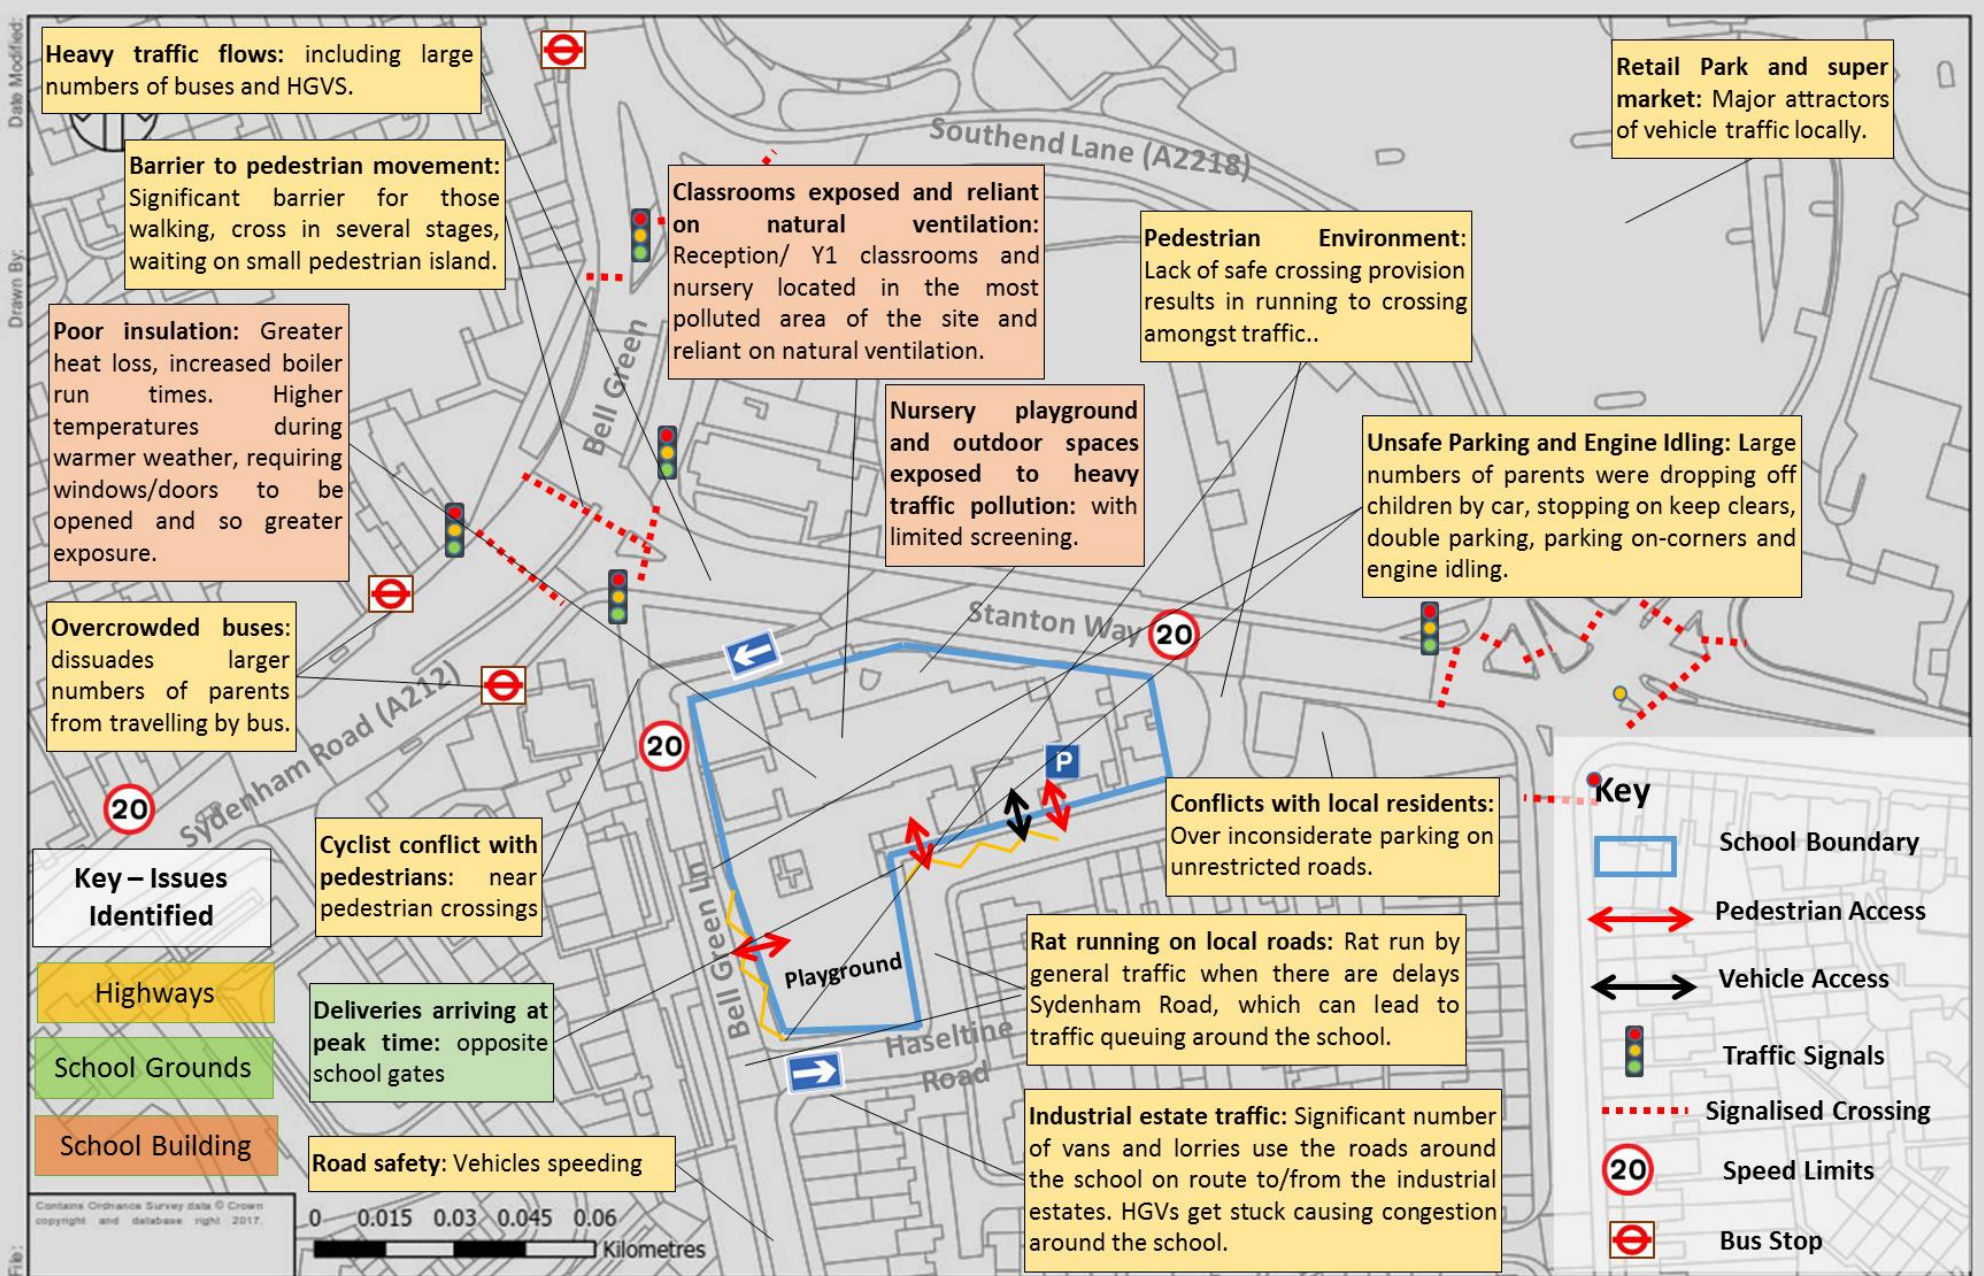 Date Modified:
Drawn By:
File:
Heavy traffic flows: including large
numbers of buses and HGVS.
Barrier to pedestrian movement:
Significant barrier for those
walking, cross in several stages,
waiting on small pedestrian island.
Poor insulation: Greater
heat loss, increased boiler
run times. Higher
temperatures during
warmer weather, requiring
windows/doors to be
opened and so greater
exposure.
Overcrowded buses:
dissuades larger
numbers of parents
from travelling by bus.
Classrooms exposed and reliant
on natural ventilation:
Reception/ Y1 classrooms and
nursery located in the most
polluted area of the site and
reliant on natural ventilation.
Nursery playground
and outdoor spaces
exposed to heavy
traffic pollution: with
limited screening.
Pedestrian Environment:
Lack of safe crossing provision
results in running to crossing
amongst traffic..
Retail Park and super
market: Major attractors
of vehicle traffic locally.
Unsafe Parking and Engine Idling: Large
numbers of parents were dropping off
children by car, stopping on keep clears,
double parking, parking on-corners and
engine idling.
Southend Lane (A2218)
Bell Green
Stanton Way
20
20
20
Sydenham Road (A212)
Bell Green Ln
Haseltine
Road
P
Playground
Cyclist conflict with
pedestrians: near
pedestrian crossings
Deliveries arriving at
peak time: opposite
school gates
Road safety: Vehicles speeding
Conflicts with local residents:
Over inconsiderate parking on
unrestricted roads.
Rat running on local roads: Rat run by
general traffic when there are delays
Sydenham Road, which can lead to
traffic queuing around the school.
Industrial estate traffic: Significant number
of vans and lorries use the roads around
the school on route to/from the industrial
estates. HGVs get stuck causing congestion
around the school.
Key – Issues
Identified
Highways
School Grounds
School Building
Contains Ordnance Survey data © Crown
copyright and database right 2017.
0 0.015 0.03 0.045 0.06
Kilometres
Key
School Boundary
Pedestrian Access
Vehicle Access
Traffic Signals
Signalised Crossing
20
Speed Limits
Bus Stop